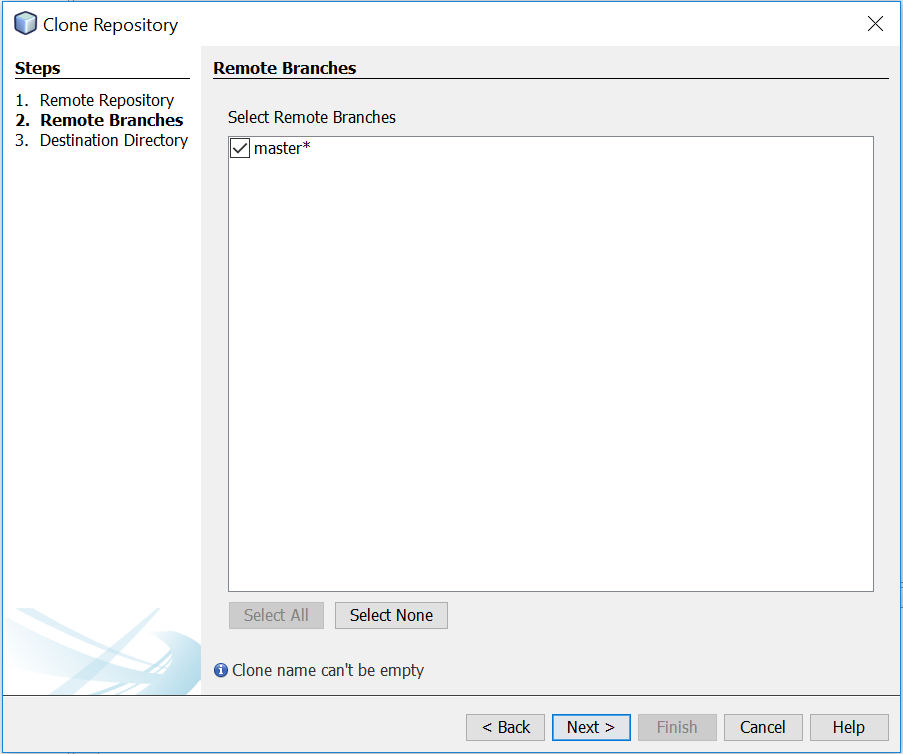 Clone Repository
Steps
1. Remote Repository
2. Remote Branches
3. Destination Directory
Remote Branches
Select Remote Branches
master*
Select All
Select None
Clone name can't be empty
< Back
Next >
Finish
Cancel
Help